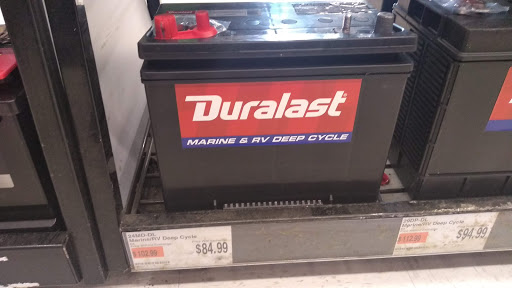 Duralast
MARINE & RV DEEP CYCLE
Marine/RV Deep Cycle
$84.99
Marine/RV Deep Cycle
$94.99